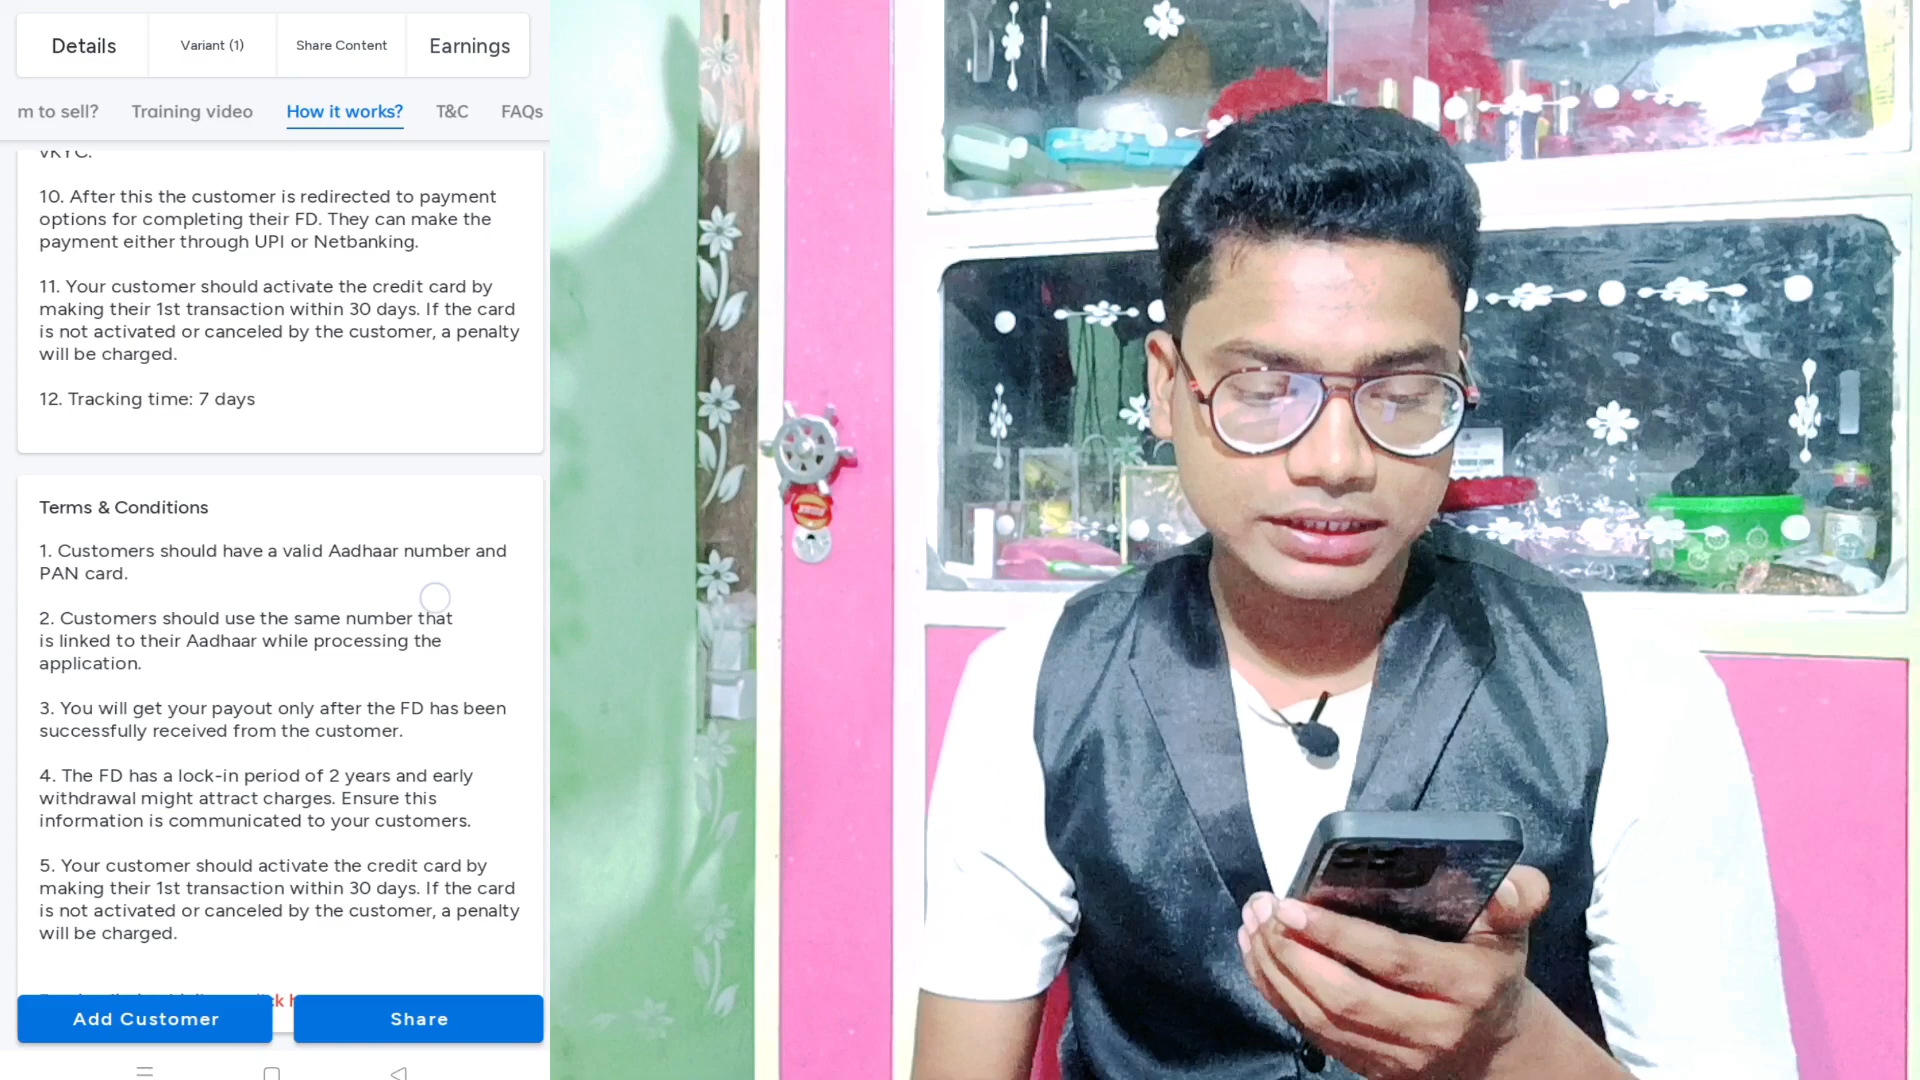 Details
Variant (1)
Share Content
Earnings
m to sell?
Training video
How it works?
T&C
FAQs
VKYC.
10. After this the customer is redirected to payment
options for completing their FD. They can make the
payment either through UPI or Netbanking.
11. Your customer should activate the credit card by
making their 1st transaction within 30 days. If the card
is not activated or canceled by the customer, a penalty
will be charged.
12. Tracking time: 7 days
Terms & Conditions
1. Customers should have a valid Aadhaar number and
PAN card.
2. Customers should use the same number that
is linked to their Aadhaar while processing the
application.
3. You will get your payout only after the FD has been
successfully received from the customer.
4. The FD has a lock-in period of 2 years and early
withdrawal might attract charges. Ensure this
information is communicated to your customers.
5. Your customer should activate the credit card by
making their 1st transaction within 30 days. If the card
is not activated or canceled by the customer, a penalty
will be charged.
Add Customer
Share